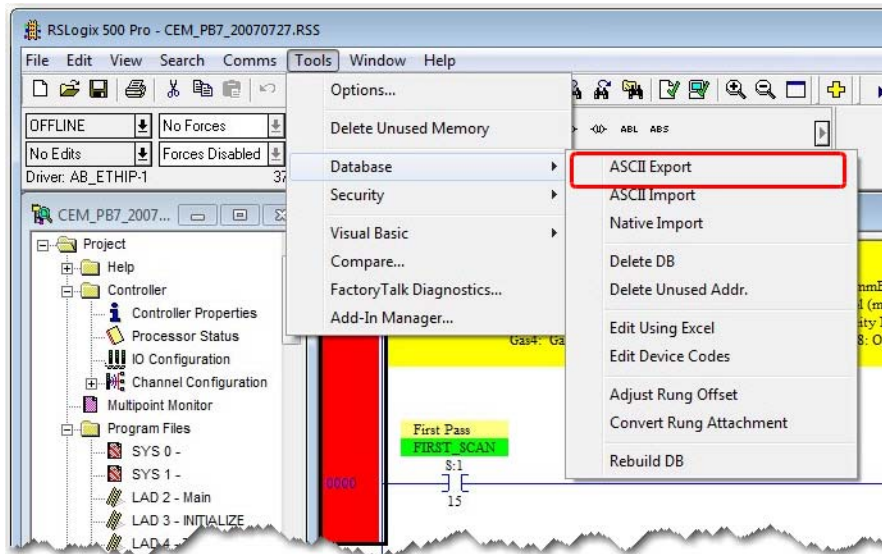 RSLogix 500 Pro - CEM_PB7_20070727.RSS
File Edit View Search Comms Tools Window Help
OFFLINE No Forces
No Edits Forces Disabled
Driver: AB_ETHIP-1 37
ABL ABS
Options...
Delete Unused Memory
Database
Security
Visual Basic
Compare...
FactoryTalk Diagnostics...
Add-In Manager...
ASCII Export
ASCII Import
Native Import
Delete DB
Delete Unused Addr.
Edit Using Excel
Edit Device Codes
Adjust Rung Offset
Convert Rung Attachment
Rebuild DB
CEM_PB7_2007...
Project
Help
Controller
Controller Properties
Processor Status
IO Configuration
Channel Configuration
Multipoint Monitor
Program Files
SYS 0 -
SYS 1 -
LAD 2 - Main
LAD 3 - INITIALIZE
LAD 4 -
Gas4: Ga
First Pass
FIRST_SCAN
S:1
15
0000